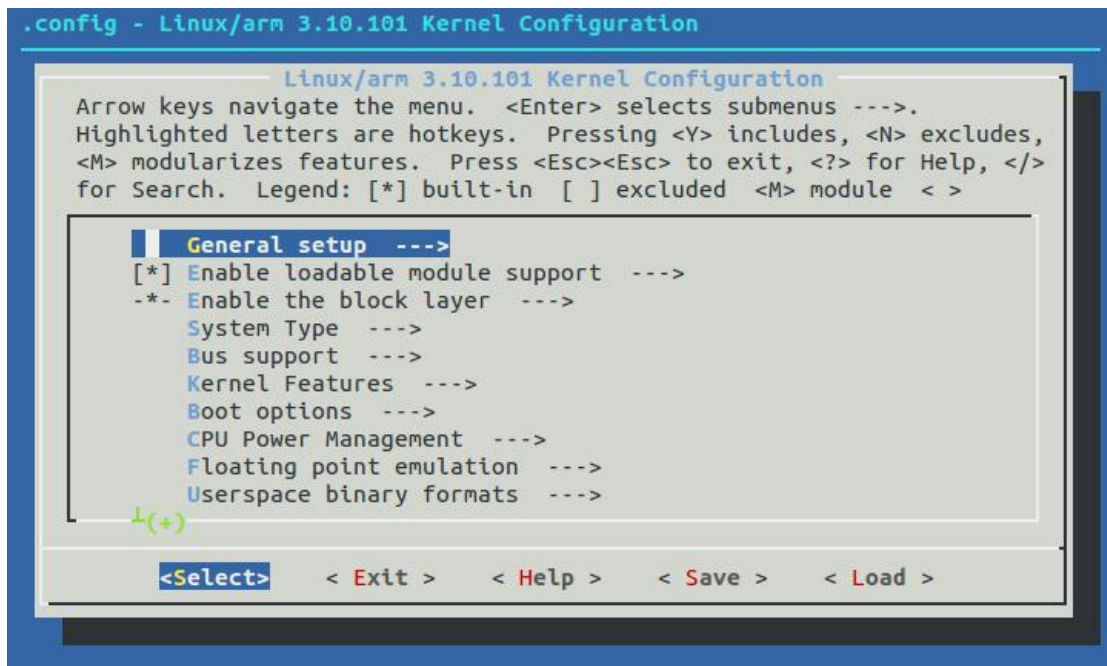 .config - Linux/arm 3.10.101 Kernel Configuration
Linux/arm 3.10.101 Kernel Configuration
Arrow keys navigate the menu.  <Enter> selects submenus --->.
Highlighted letters are hotkeys.  Pressing <Y> includes, <N> excludes,
<M> modularizes features.  Press <Esc><Esc> to exit, <?> for Help, </>
for Search.  Legend: [*] built-in  [ ] excluded  <M> module  < >
General setup  --->
[*] Enable loadable module support  --->
-*- Enable the block layer  --->
System Type  --->
Bus support  --->
Kernel Features  --->
Boot options  --->
CPU Power Management  --->
Floating point emulation  --->
Userspace binary formats  --->
┴(+)
<Select>    < Exit >    < Help >    < Save >    < Load >